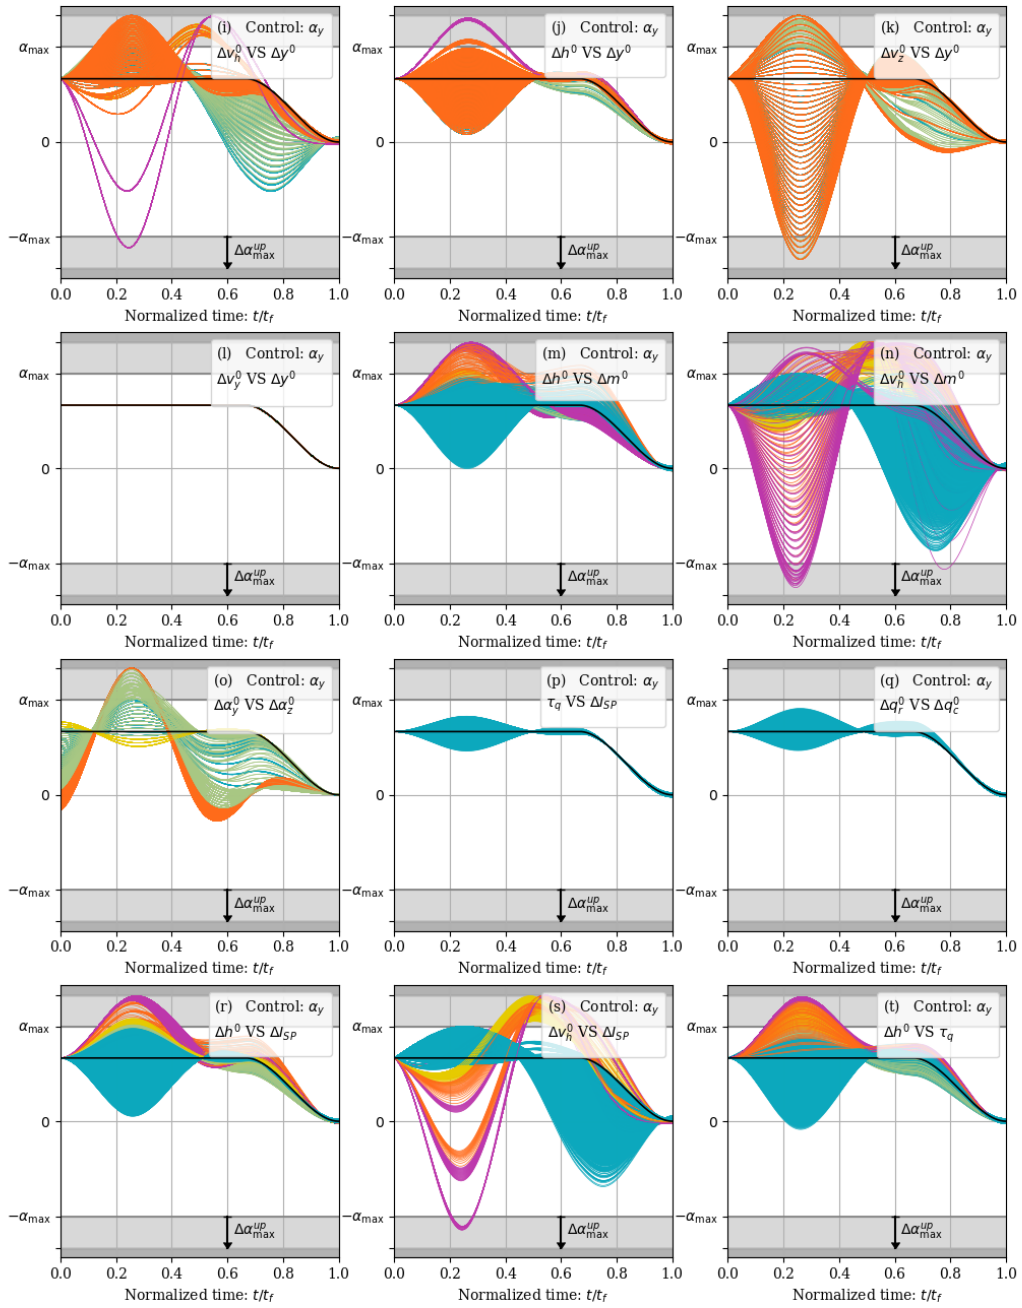 (i) Control: αy
Δv_h^0 VS Δy^0
αmax
0
−αmax
Δα_max^up
0.0 0.2 0.4 0.6 0.8 1.0
Normalized time: t/t_f
(j) Control: αy
Δh^0 VS Δy^0
αmax
0
−αmax
Δα_max^up
0.0 0.2 0.4 0.6 0.8 1.0
Normalized time: t/t_f
(k) Control: αy
Δv_z^0 VS Δy^0
αmax
0
−αmax
Δα_max^up
0.0 0.2 0.4 0.6 0.8 1.0
Normalized time: t/t_f
(l) Control: αy
Δv_y^0 VS Δy^0
αmax
0
−αmax
Δα_max^up
0.0 0.2 0.4 0.6 0.8 1.0
Normalized time: t/t_f
(m) Control: αy
Δh^0 VS Δm^0
αmax
0
−αmax
Δα_max^up
0.0 0.2 0.4 0.6 0.8 1.0
Normalized time: t/t_f
(n) Control: αy
Δv_h^0 VS Δm^0
αmax
0
−αmax
Δα_max^up
0.0 0.2 0.4 0.6 0.8 1.0
Normalized time: t/t_f
(o) Control: αy
Δα_y^0 VS Δα_z^0
αmax
0
−αmax
Δα_max^up
0.0 0.2 0.4 0.6 0.8 1.0
Normalized time: t/t_f
(p) Control: αy
τ_q VS ΔI_SP
αmax
0
−αmax
Δα_max^up
0.0 0.2 0.4 0.6 0.8 1.0
Normalized time: t/t_f
(q) Control: αy
Δq_r^0 VS Δq_c^0
αmax
0
−αmax
Δα_max^up
0.0 0.2 0.4 0.6 0.8 1.0
Normalized time: t/t_f
(r) Control: αy
Δh^0 VS ΔI_SP
αmax
0
−αmax
Δα_max^up
0.0 0.2 0.4 0.6 0.8 1.0
Normalized time: t/t_f
(s) Control: αy
Δv_h^0 VS ΔI_SP
αmax
0
−αmax
Δα_max^up
0.0 0.2 0.4 0.6 0.8 1.0
Normalized time: t/t_f
(t) Control: αy
Δh^0 VS τ_q
αmax
0
−αmax
Δα_max^up
0.0 0.2 0.4 0.6 0.8 1.0
Normalized time: t/t_f